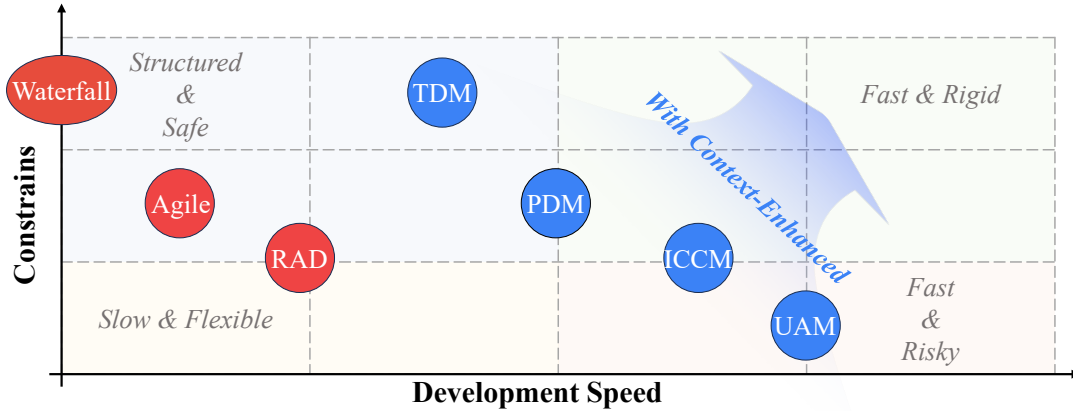 Structured
&
Safe
Waterfall
TDM
Fast & Rigid
With Context-Enhanced
Agile
PDM
RAD
ICCM
Slow & Flexible
UAM
Fast
&
Risky
Constrains
Development Speed